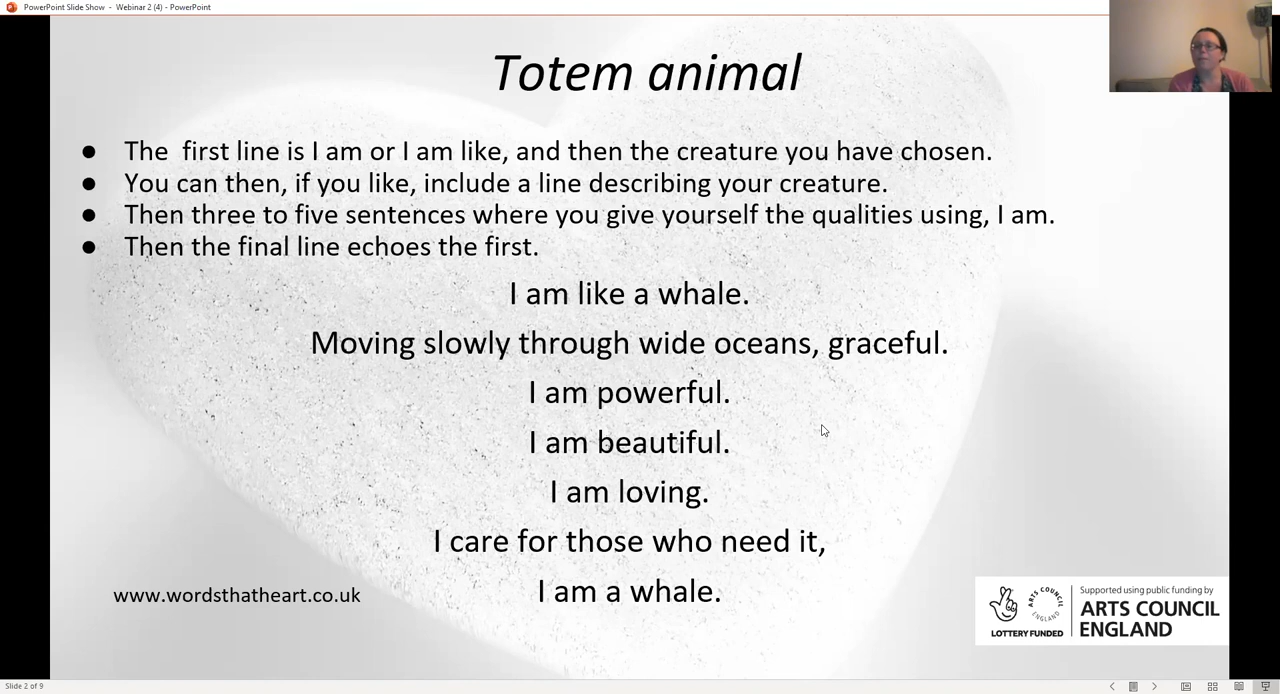 PowerPoint Slide Show - Webinar 2 (4) - PowerPoint
Totem animal
● The  first line is I am or I am like, and then the creature you have chosen.
● You can then, if you like, include a line describing your creature.
● Then three to five sentences where you give yourself the qualities using, I am.
● Then the final line echoes the first.
I am like a whale.
Moving slowly through wide oceans, graceful.
I am powerful.
I am beautiful.
I am loving.
I care for those who need it,
I am a whale.
www.wordsthatheart.co.uk
ARTS COUNCIL ENGLAND
LOTTERY FUNDED
Supported using public funding by
ARTS COUNCIL
ENGLAND
Slide 2 of 9